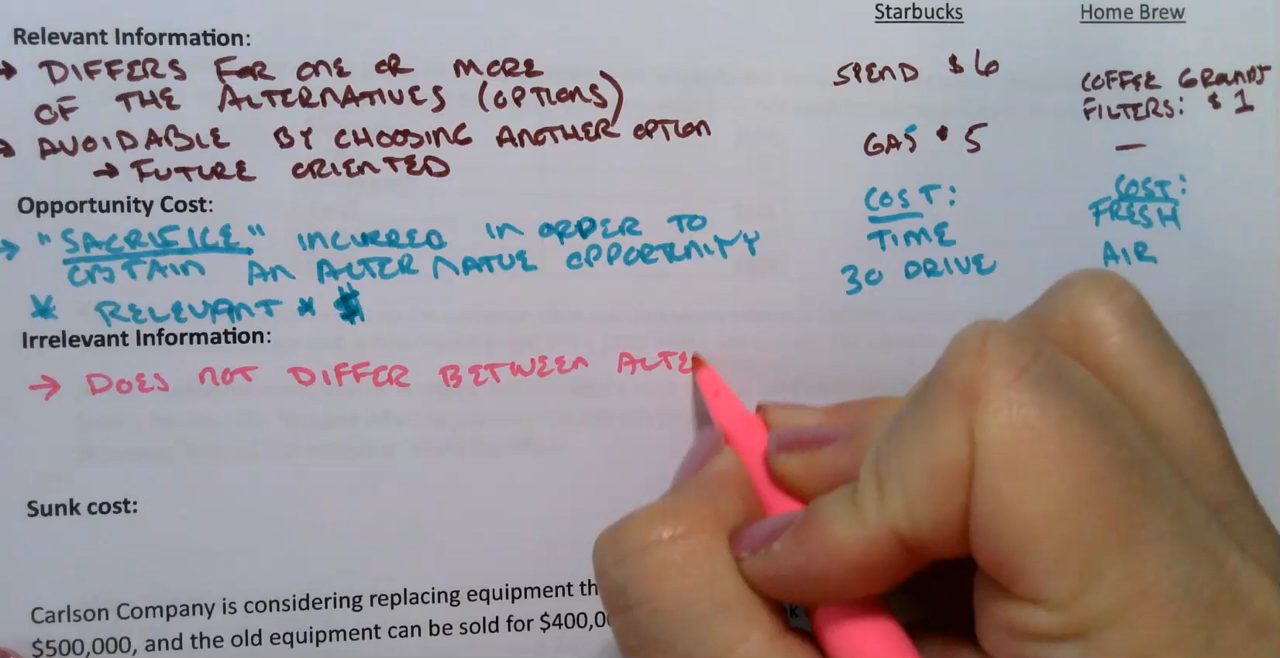 Starbucks Home Brew
Relevant Information:
→ DIFFERS FOR ONE OR MORE
OF THE ALTERNATIVES (OPTIONS)
→ AVOIDABLE BY CHOOSING ANOTHER OPTION
→ FUTURE ORIENTED
SPEND $6
COFFEE GROUNDS
FILTERS: $1
GAS $5
—
Opportunity Cost:
→ "SACRIFICE" INCURRED IN ORDER TO
OBTAIN AN ALTERNATIVE OPPORTUNITY
* RELEVANT * $
COST:
TIME
30 DRIVE
COST:
FRESH
AIR
Irrelevant Information:
→ DOES NOT DIFFER BETWEEN ALTE
Sunk cost:
Carlson Company is considering replacing equipment th
$500,000, and the old equipment can be sold for $400,0